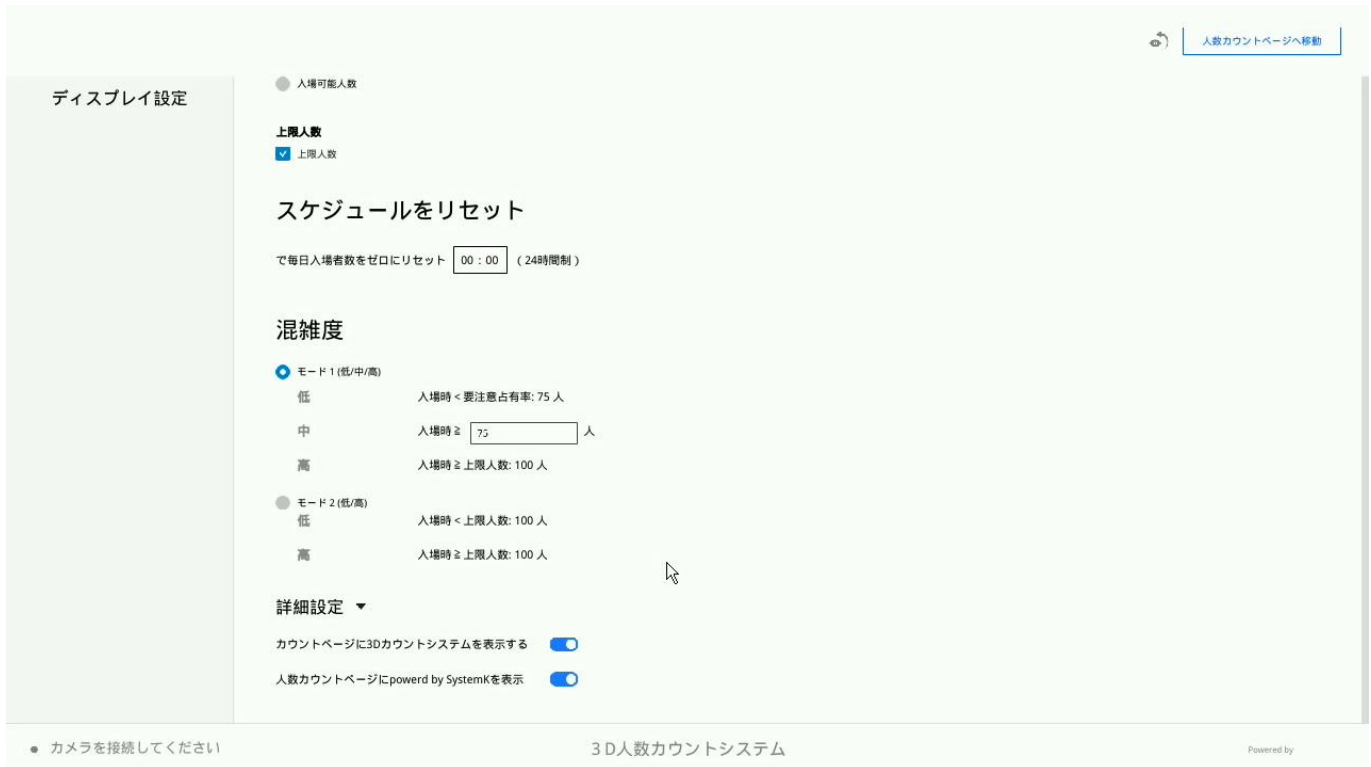 人数カウントページへ移動
ディスプレイ設定
入場可能人数
上限人数
上限人数
スケジュールをリセット
で毎日入場者数をゼロにリセット 00 : 00 ( 24時間制 )
混雑度
モード 1 (低/中/高)
低 入場時 < 要注意占有率: 75 人
中 入場時 ≧ 75 人
高 入場時 ≧ 上限人数: 100 人
モード 2 (低/高)
低 入場時 < 上限人数: 100 人
高 入場時 ≧ 上限人数: 100 人
詳細設定
カウントページに3Dカウントシステムを表示する
人数カウントページにpowerd by SystemKを表示
カメラを接続してください
3 D人数カウントシステム
Powered by